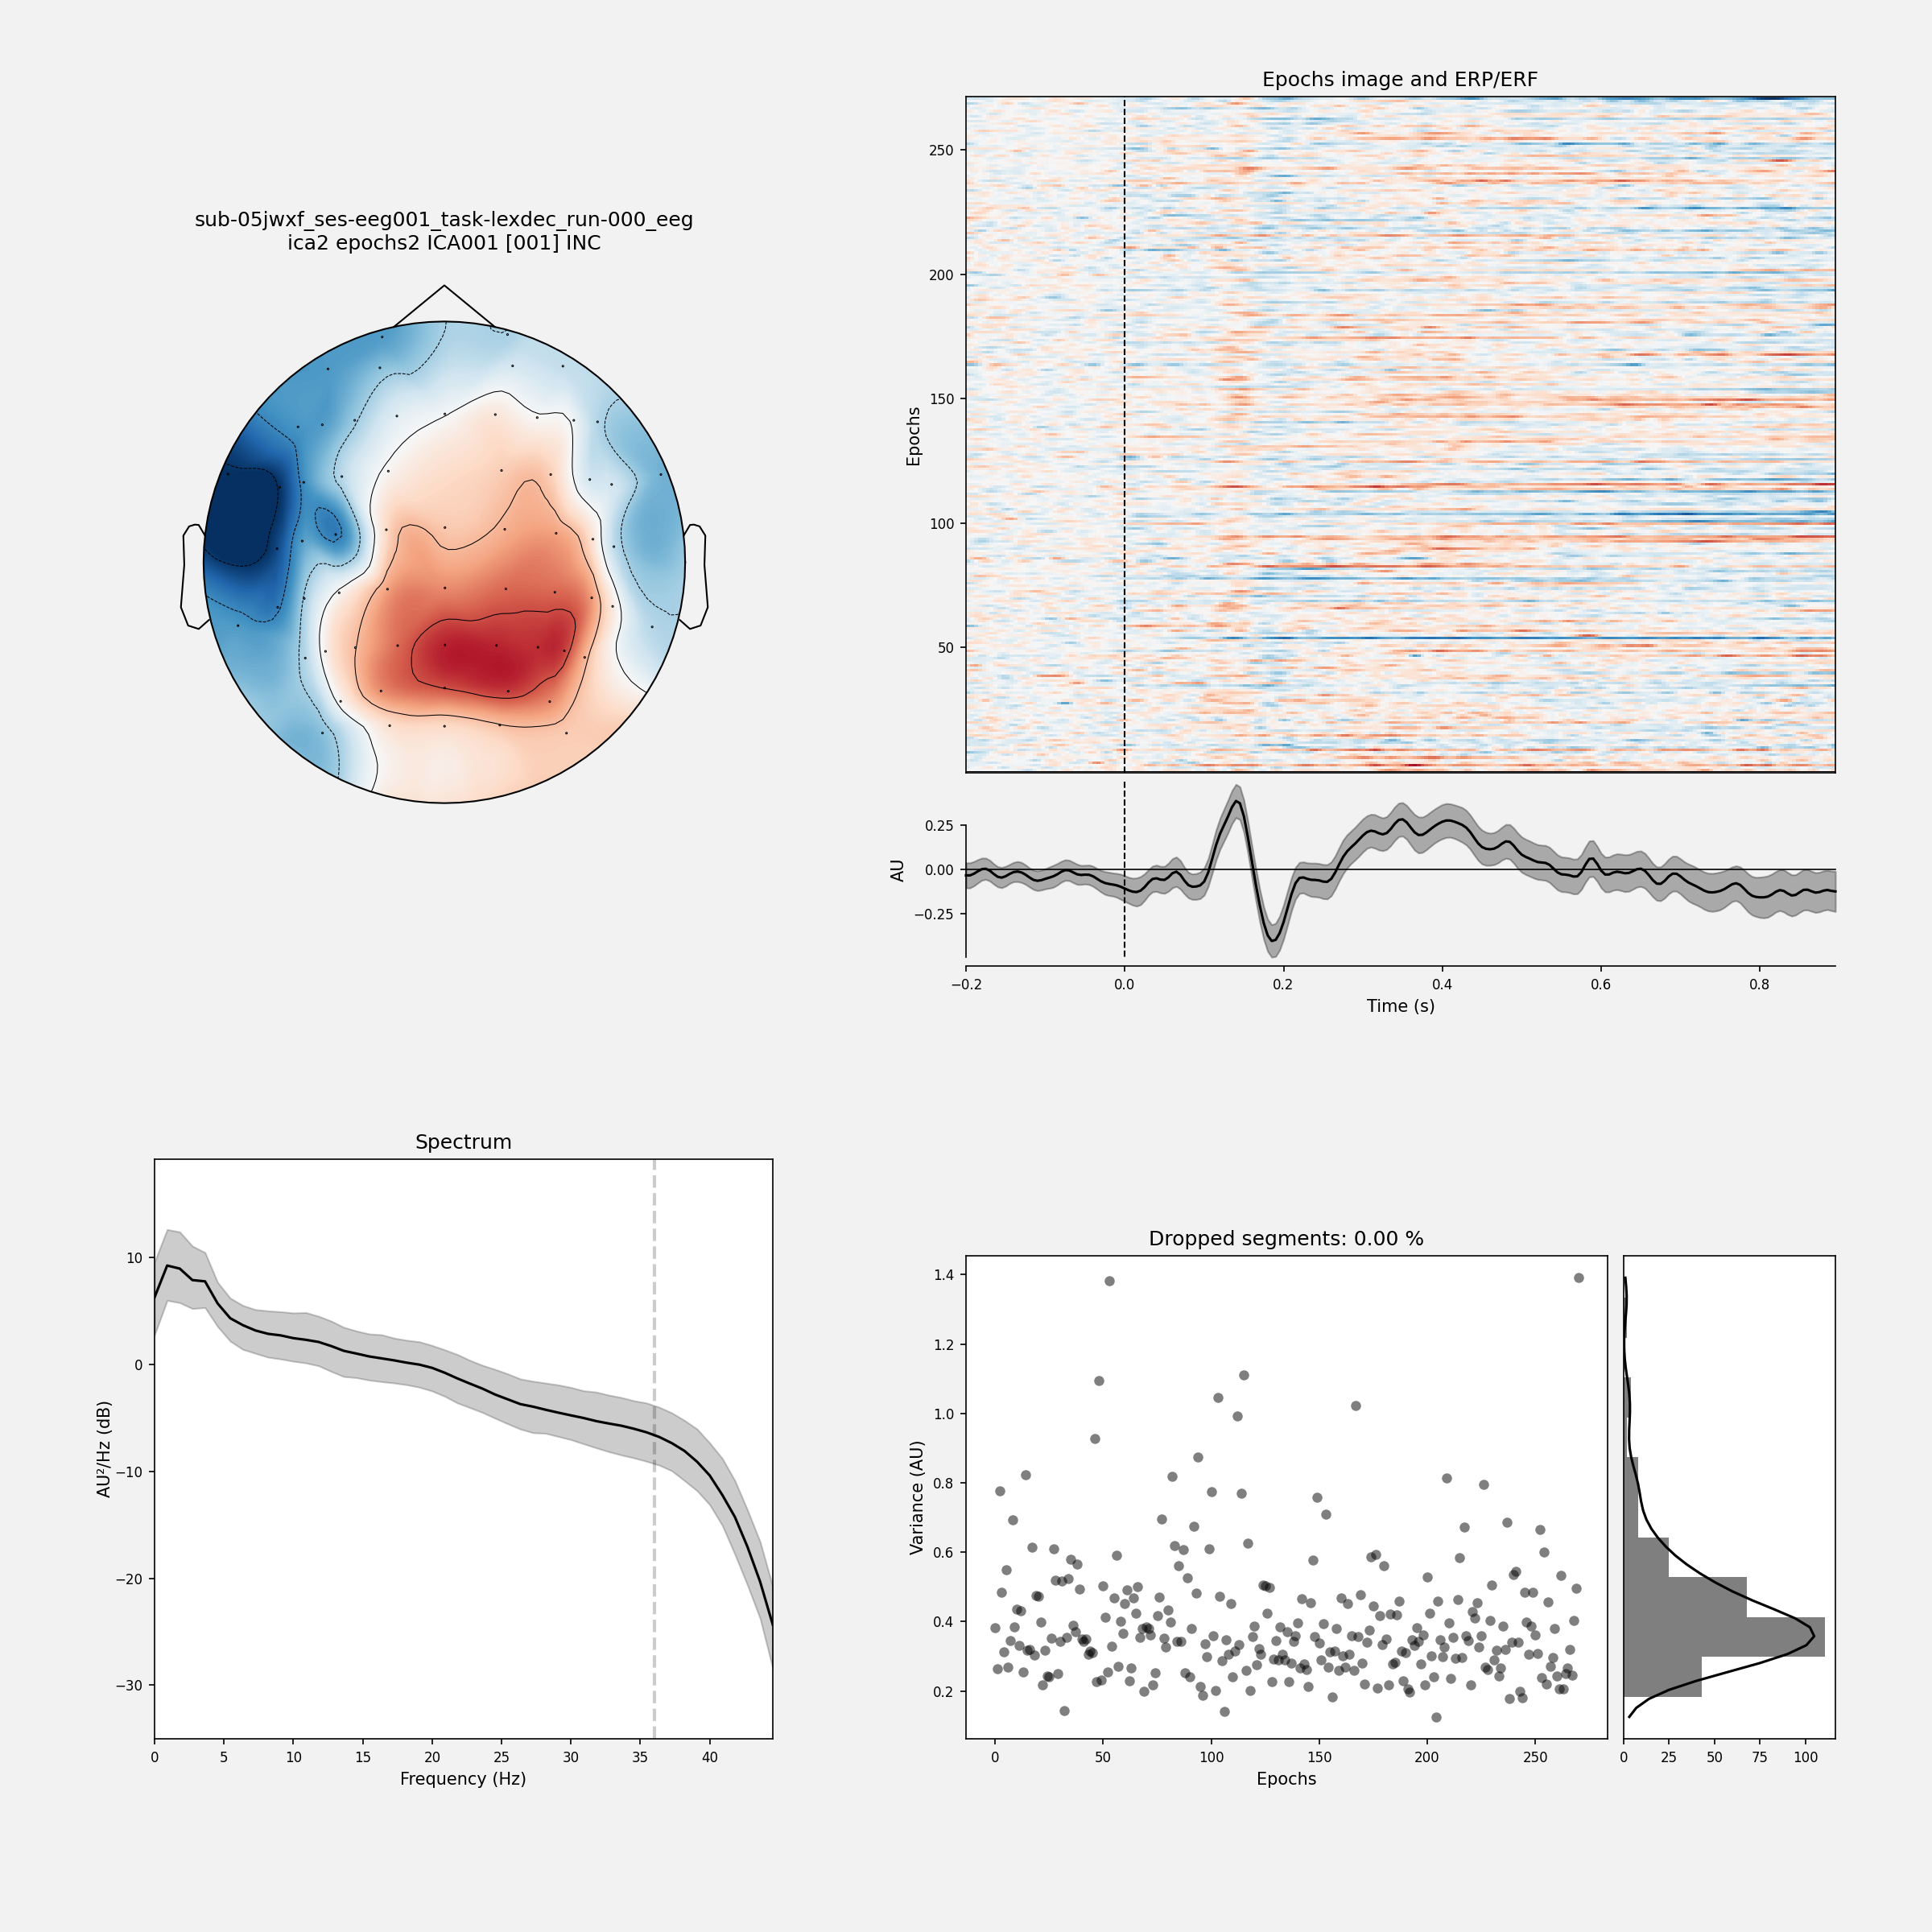 sub-05jwxf_ses-eeg001_task-lexdec_run-000_eeg
ica2 epochs2 ICA001 [001] INC
Epochs image and ERP/ERF
Epochs
250
200
150
100
50
AU
0.25
0.00
−0.25
−0.2 0.0 0.2 0.4 0.6 0.8
Time (s)
Spectrum
AU²/Hz (dB)
10
0
−10
−20
−30
0 5 10 15 20 25 30 35 40
Frequency (Hz)
Dropped segments: 0.00 %
Variance (AU)
1.4
1.2
1.0
0.8
0.6
0.4
0.2
0 50 100 150 200 250
Epochs
0 25 50 75 100